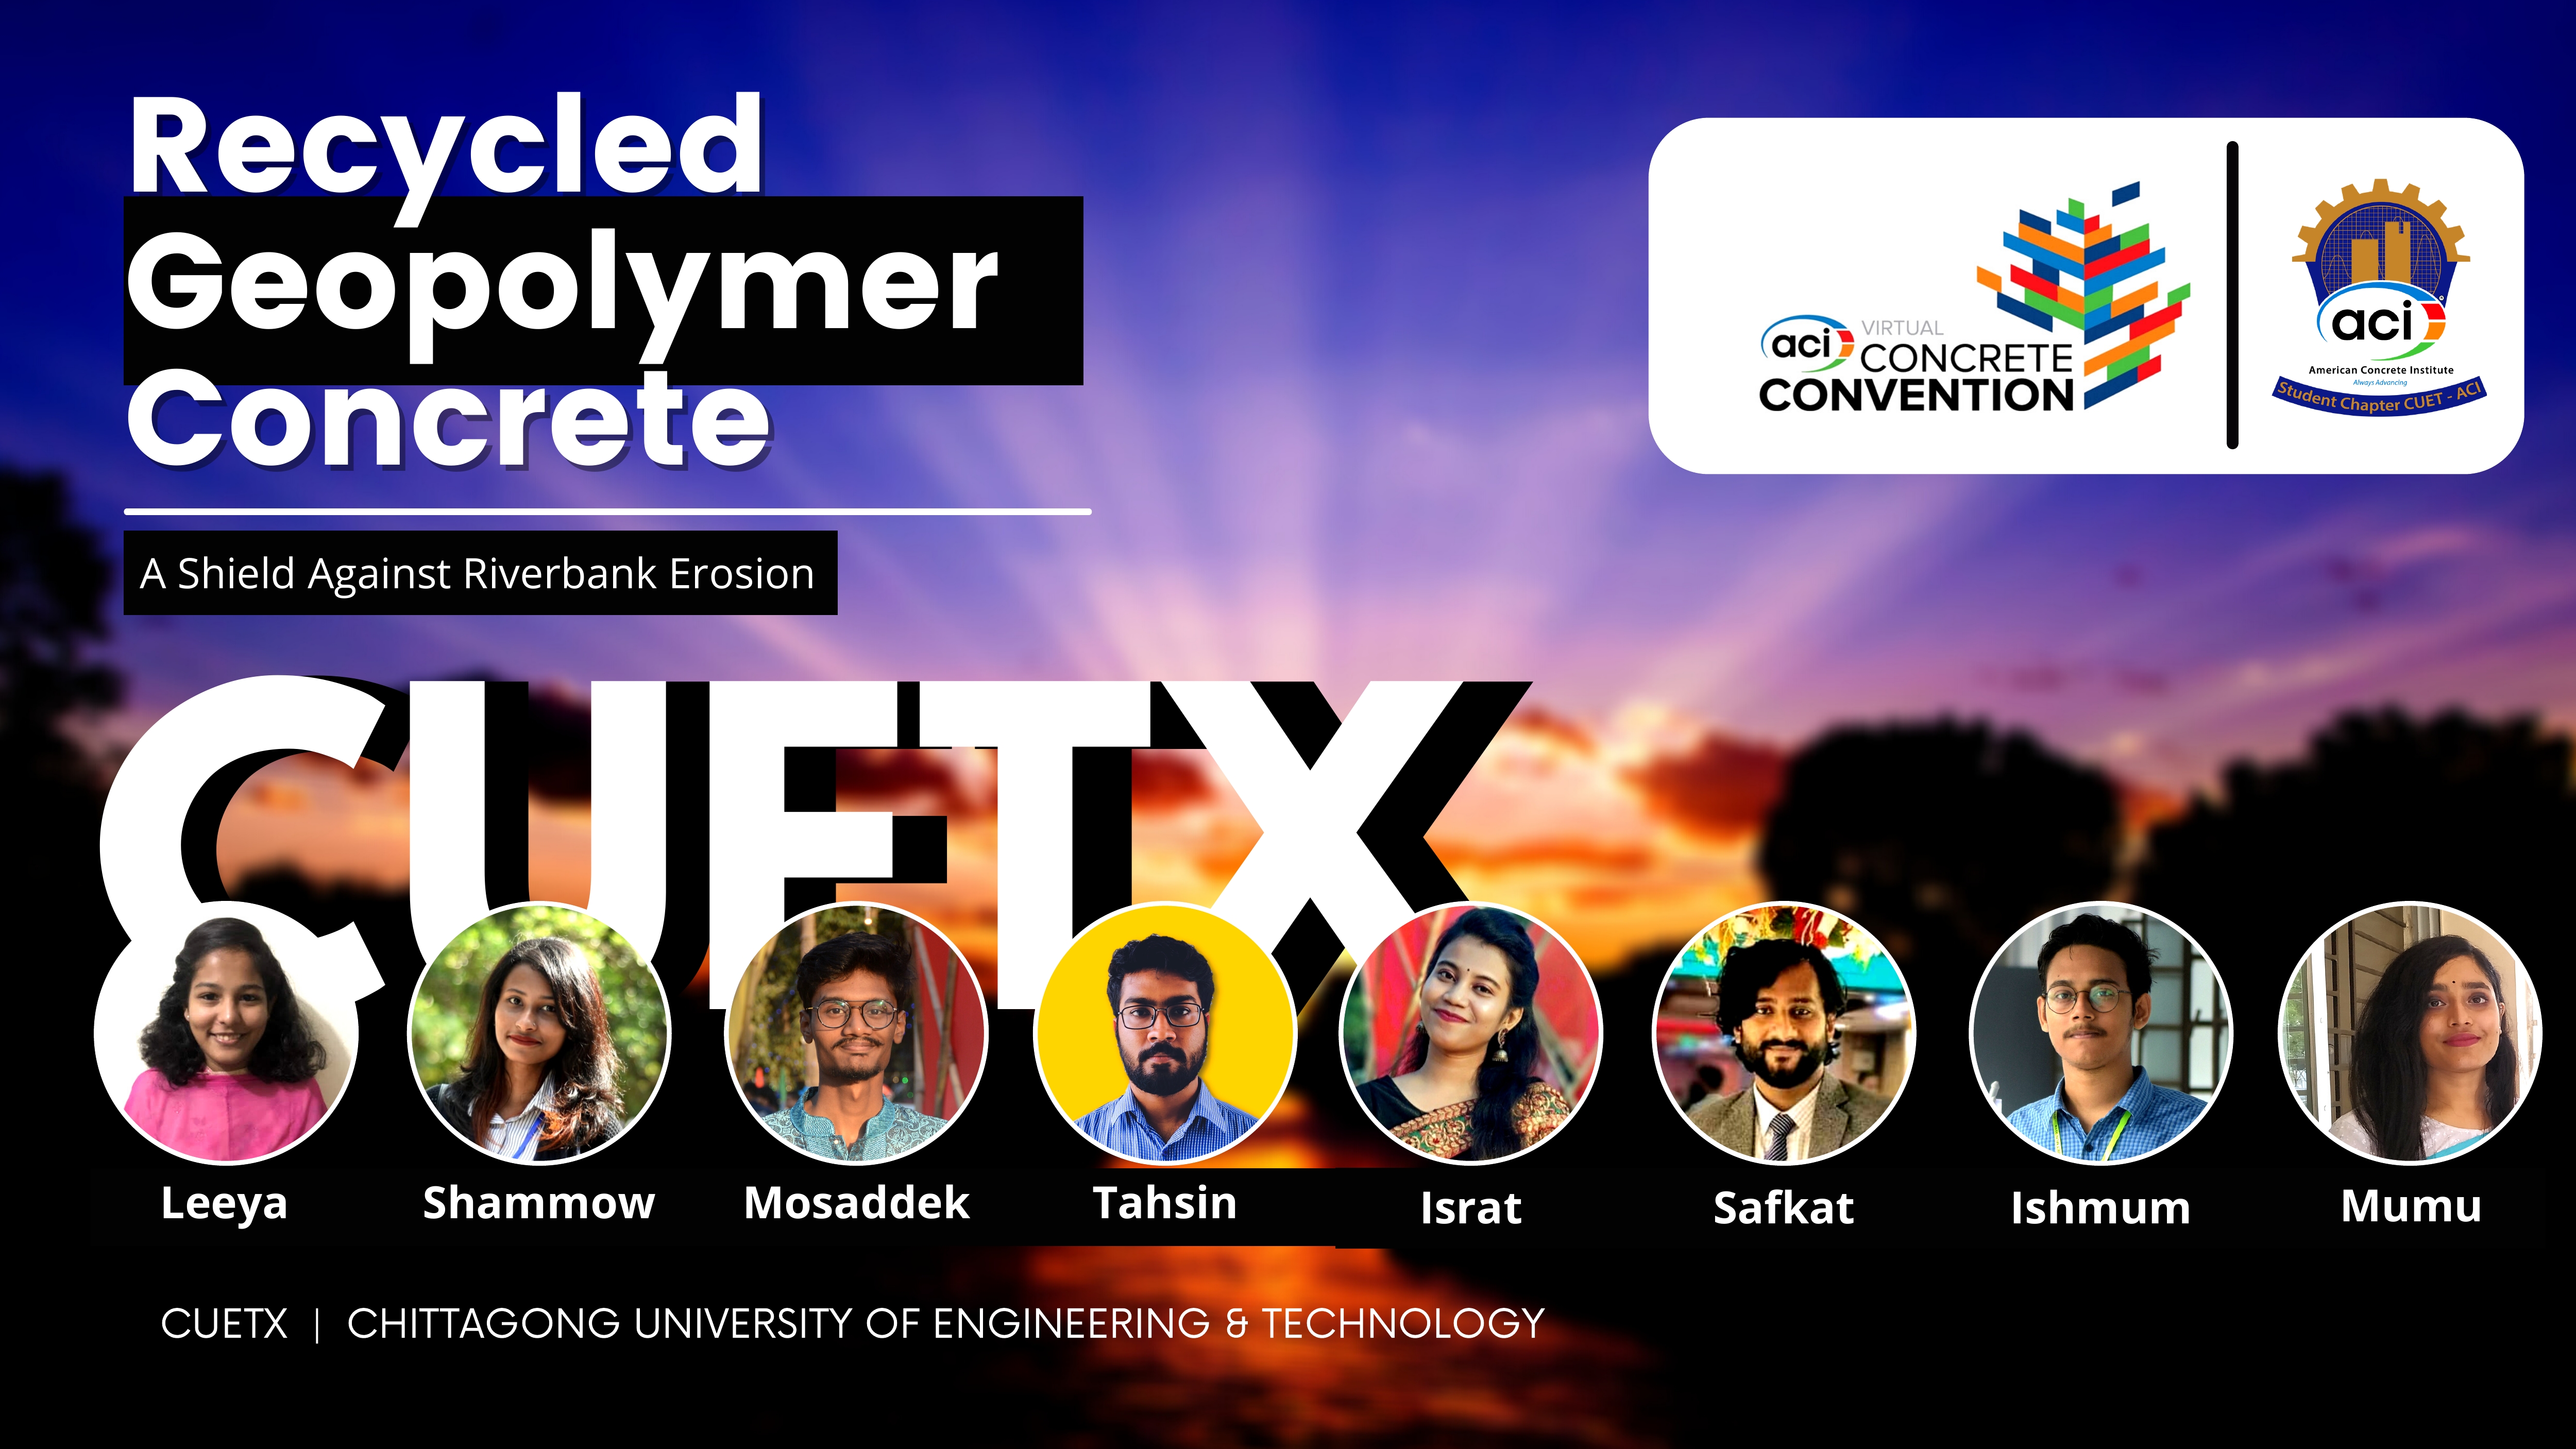 Recycled
Geopolymer
Concrete
A Shield Against Riverbank Erosion
aci VIRTUAL
CONCRETE
CONVENTION
aci
American Concrete Institute
Always Advancing
Student Chapter CUET - ACI
CUETX
Leeya
Shammow
Mosaddek
Tahsin
Israt
Safkat
Ishmum
Mumu
CUETX | CHITTAGONG UNIVERSITY OF ENGINEERING & TECHNOLOGY